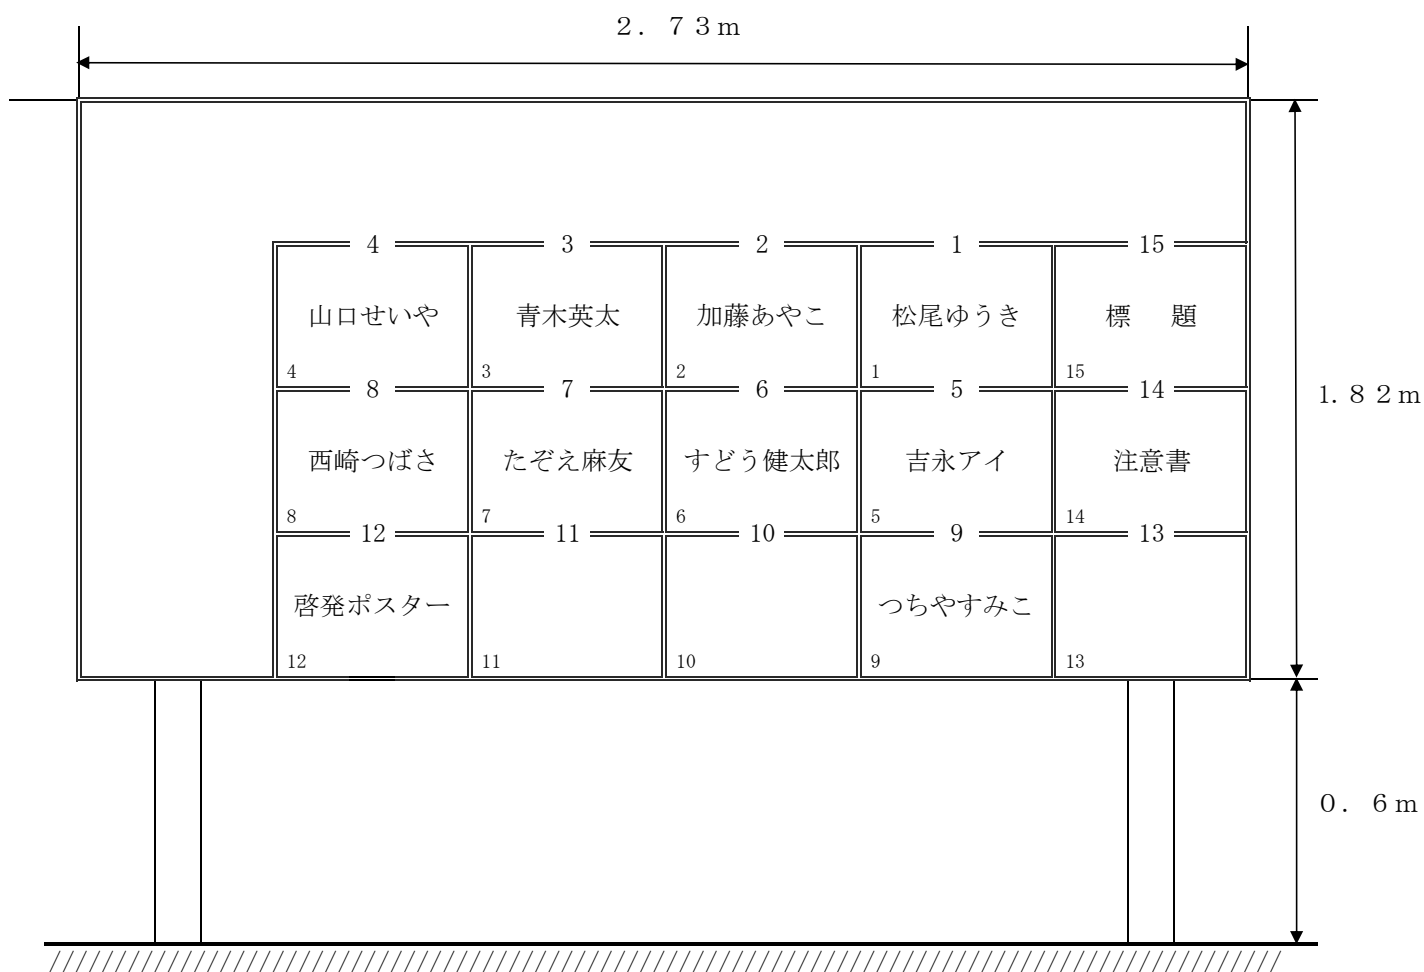 ２．７３ｍ
4 3 2 1 15
山口せいや 青木英太 加藤あやこ 松尾ゆうき 標　題
4 3 2 1 15
8 7 6 5 14
西崎つばさ たぞえ麻友 すどう健太郎 吉永アイ 注意書
8 7 6 5 14
12 11 10 9 13
啓発ポスター つちやすみこ
12 11 10 9 13
1.８２ｍ
０．６ｍ